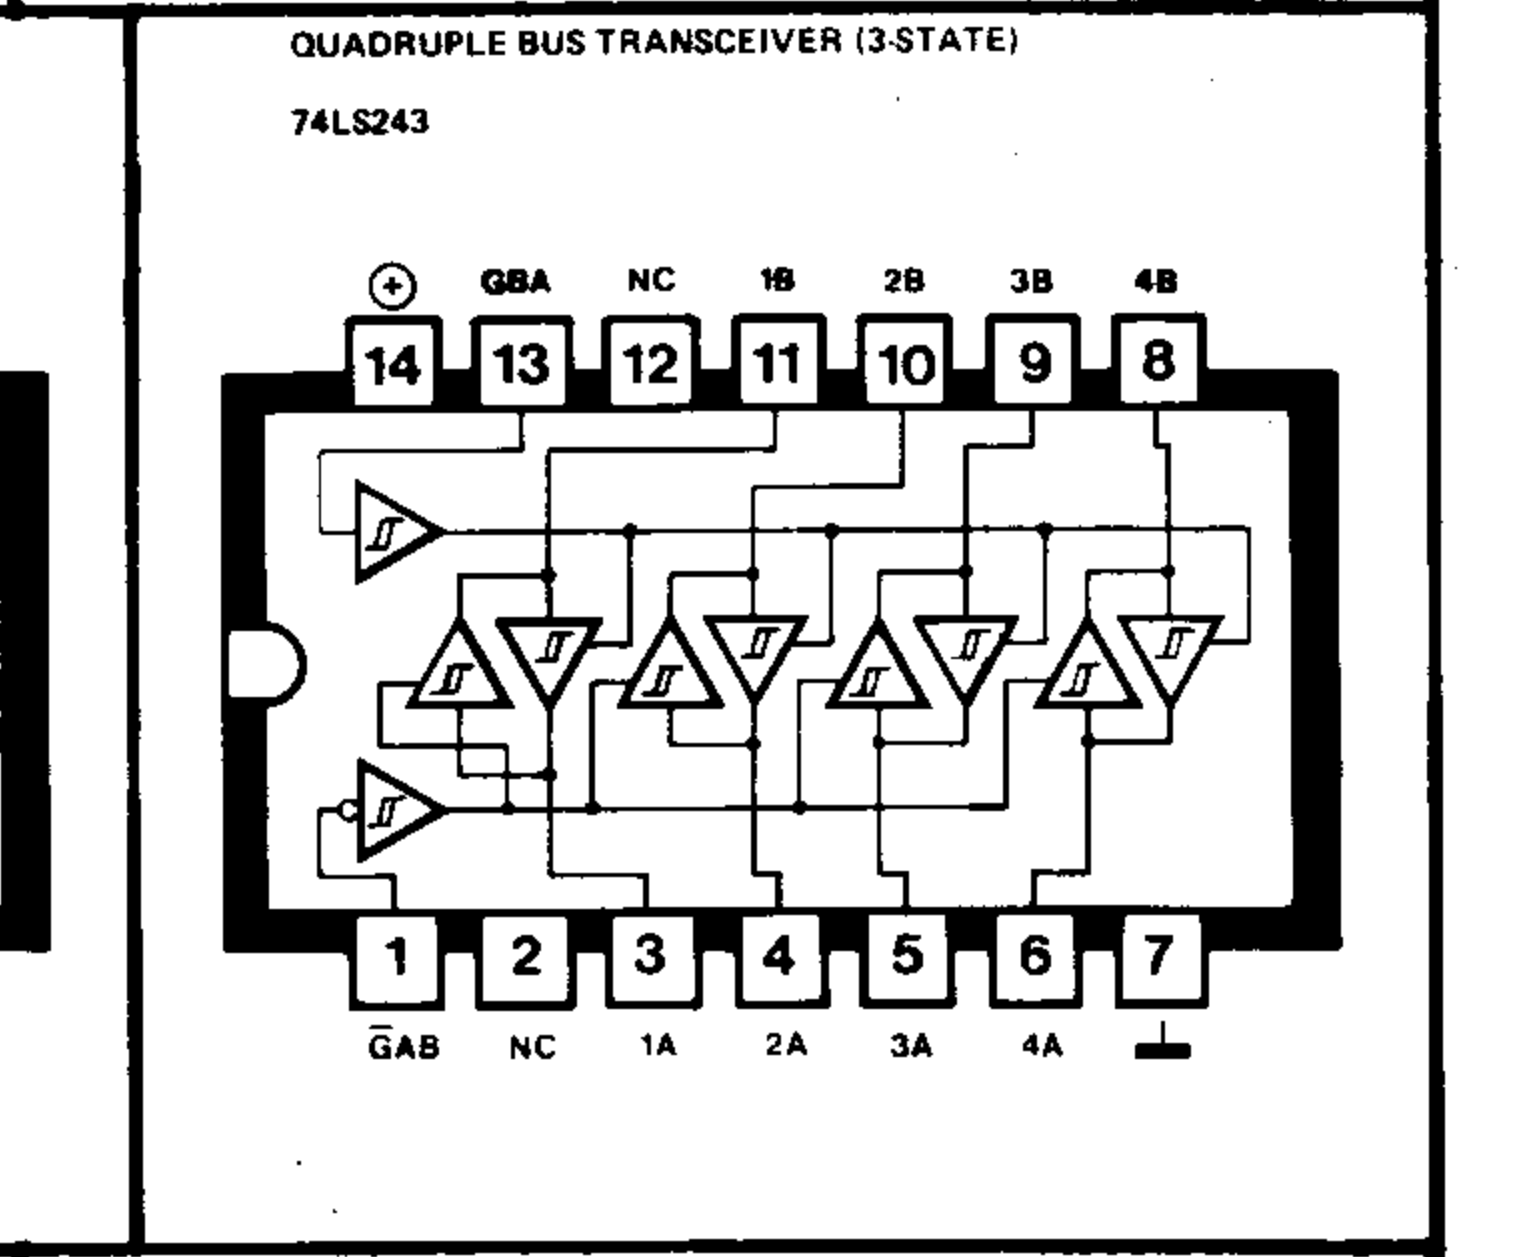 QUADRUPLE BUS TRANSCEIVER (3-STATE)
74LS243
+ GBA NC 1B 2B 3B 4B
14 13 12 11 10 9 8
1 2 3 4 5 6 7
G̅AB NC 1A 2A 3A 4A